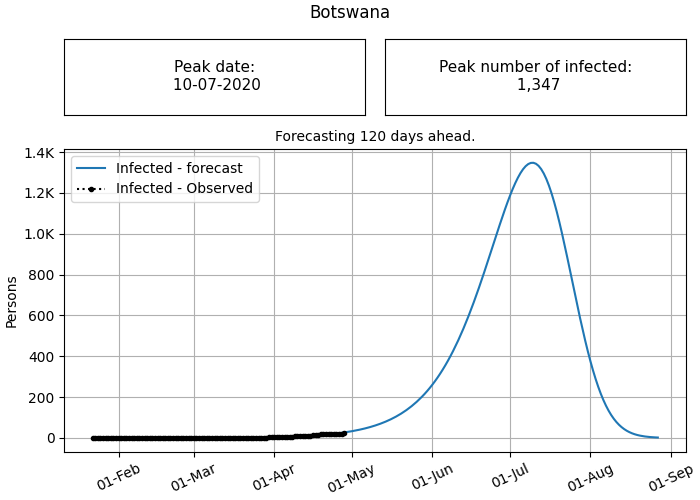 Botswana
Peak date:
10-07-2020
Peak number of infected:
1,347
Forecasting 120 days ahead.
Infected - forecast
Infected - Observed
Persons
1.4K
1.2K
1.0K
800
600
400
200
0
01-Feb
01-Mar
01-Apr
01-May
01-Jun
01-Jul
01-Aug
01-Sep